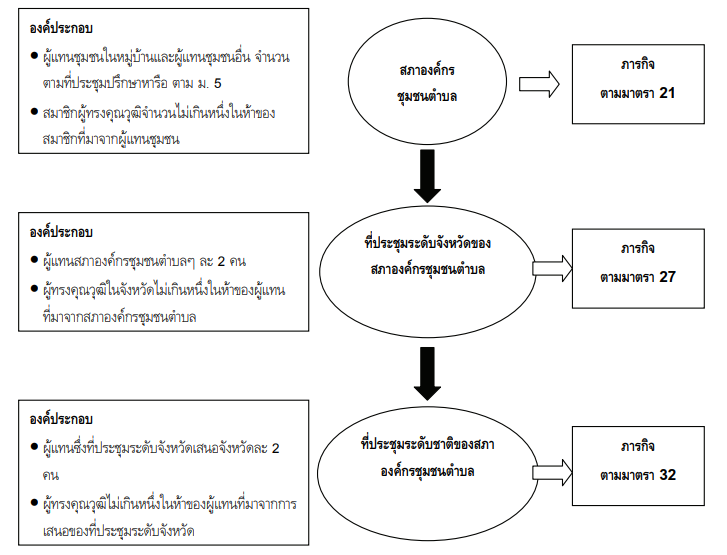 องค์ประกอบ
● ผู้แทนชุมชนในหมู่บ้านและผู้แทนชุมชนอื่น จำนวน
ตามที่ประชุมปรึกษาหารือ ตาม ม. 5
● สมาชิกผู้ทรงคุณวุฒิจำนวนไม่เกินหนึ่งในห้าของ
สมาชิกที่มาจากผู้แทนชุมชน
สภาองค์กร
ชุมชนตำบล
ภารกิจ
ตามมาตรา 21
องค์ประกอบ
● ผู้แทนสภาองค์กรชุมชนตำบลๆ ละ 2 คน
● ผู้ทรงคุณวุฒิในจังหวัดไม่เกินหนึ่งในห้าของผู้แทน
ที่มาจากสภาองค์กรชุมชนตำบล
ที่ประชุมระดับจังหวัดของ
สภาองค์กรชุมชนตำบล
ภารกิจ
ตามมาตรา 27
องค์ประกอบ
● ผู้แทนซึ่งที่ประชุมระดับจังหวัดเสนอจังหวัดละ 2
คน
● ผู้ทรงคุณวุฒิไม่เกินหนึ่งในห้าของผู้แทนที่มาจากการ
เสนอของที่ประชุมระดับจังหวัด
ที่ประชุมระดับชาติของสภา
องค์กรชุมชนตำบล
ภารกิจ
ตามมาตรา 32